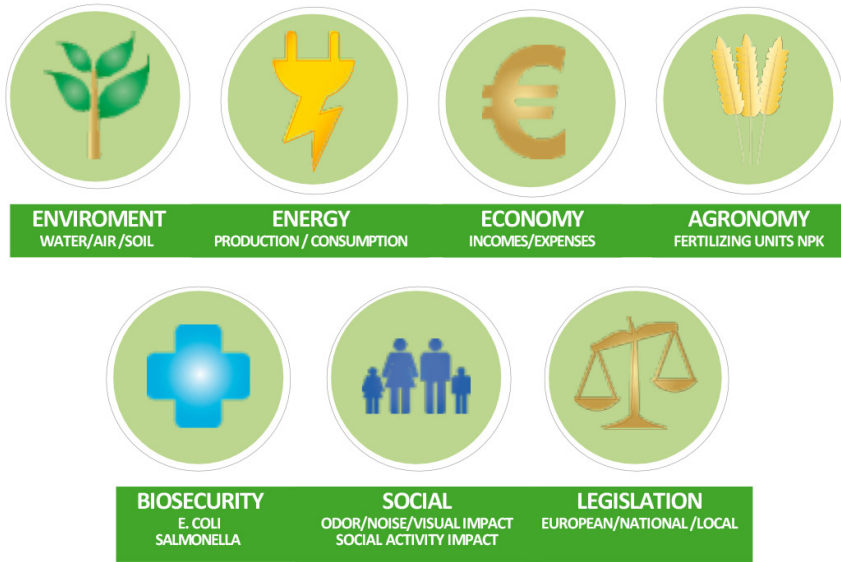 ENVIROMENT
WATER/AIR /SOIL
ENERGY
PRODUCTION / CONSUMPTION
ECONOMY
INCOMES/EXPENSES
AGRONOMY
FERTILIZING UNITS NPK
BIOSECURITY
E. COLI
SALMONELLA
SOCIAL
ODOR/NOISE/VISUAL IMPACT
SOCIAL ACTIVITY IMPACT
LEGISLATION
EUROPEAN/NATIONAL/LOCAL